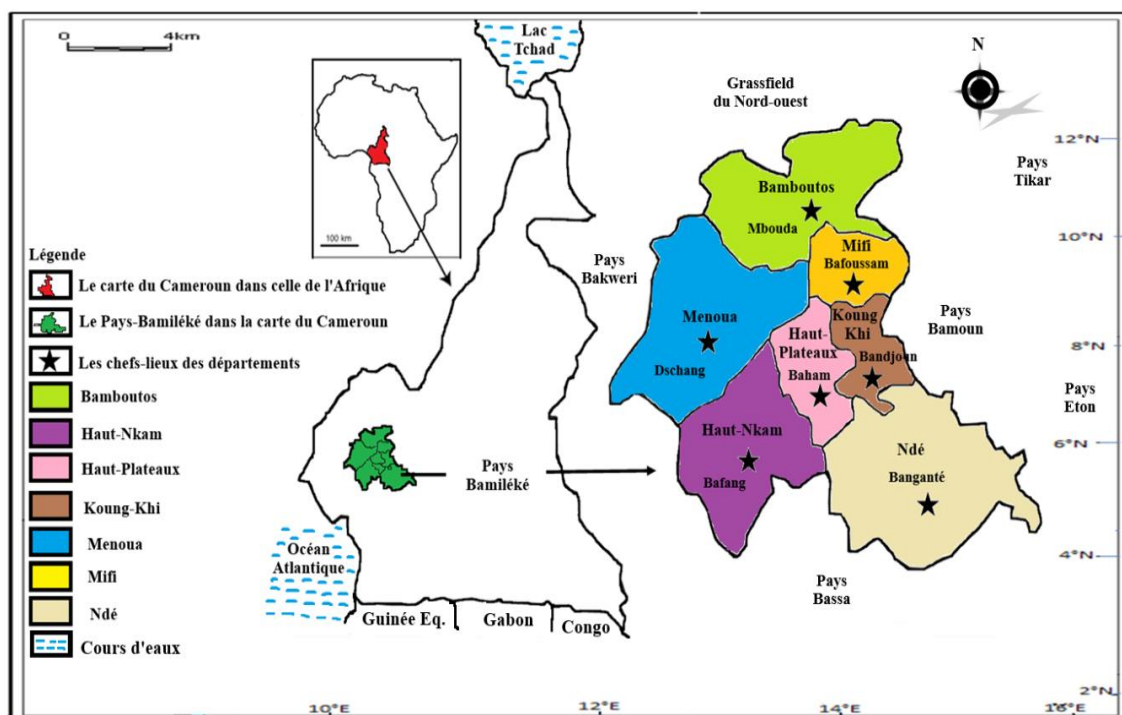 0 4km
Lac
Tchad
N
Grassfield
du Nord-ouest
12°N
Pays
Tikar
Bamboutos
Mbouda
100 km
10°N
Mifi
Bafoussam
Légende
Le carte du Cameroun dans celle de l'Afrique
Le Pays-Bamiléké dans la carte du Cameroun
Les chefs-lieux des départements
Bamboutos
Haut-Nkam
Haut-Plateaux
Koung-Khi
Menoua
Mifi
Ndé
Cours d'eaux
Pays
Bakweri
Menoua
Dschang
Haut-
Plateaux
Baham
Koung
Khi
Bandjoun
Pays
Bamoun
8°N
Pays
Eton
Haut-Nkam
Bafang
Ndé
Banganté
6°N
Pays
Bamiléké
4°N
Pays
Bassa
Océan
Atlantique
Guinée Eq.
Gabon
Congo
2°N
10°E
12°E
14°E
16°E